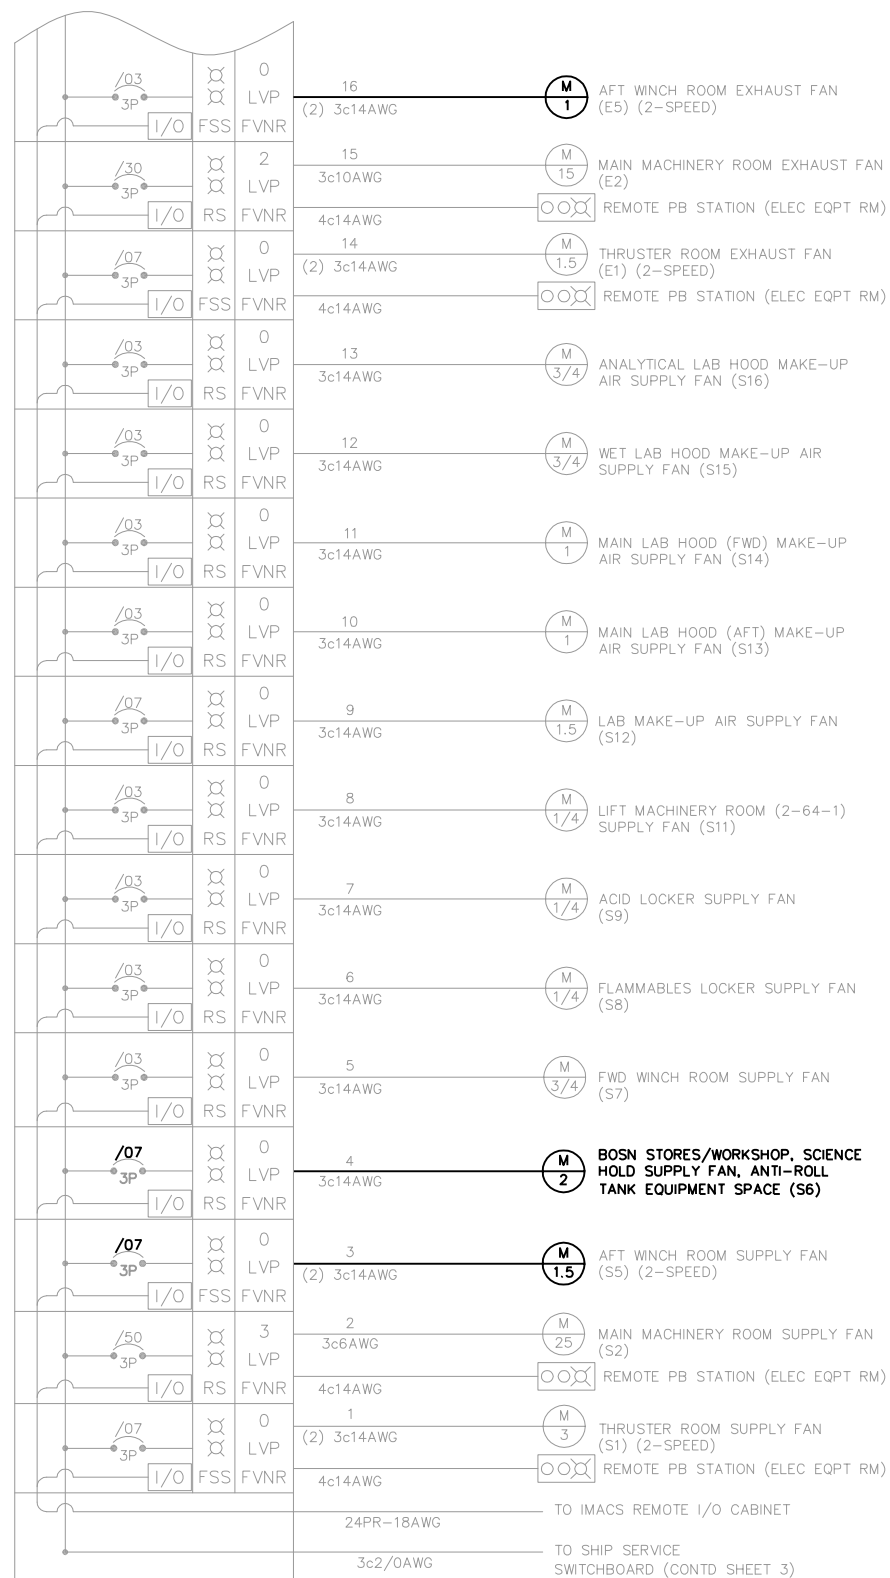 /03
3P
I/O
FSS
0
LVP
FVNR
16
(2) 3c14AWG
M
1
AFT WINCH ROOM EXHAUST FAN
(E5) (2-SPEED)
/30
3P
I/O
RS
2
LVP
FVNR
15
3c10AWG
M
15
MAIN MACHINERY ROOM EXHAUST FAN
(E2)
4c14AWG
REMOTE PB STATION (ELEC EQPT RM)
/07
3P
I/O
FSS
0
LVP
FVNR
14
(2) 3c14AWG
M
1.5
THRUSTER ROOM EXHAUST FAN
(E1) (2-SPEED)
4c14AWG
REMOTE PB STATION (ELEC EQPT RM)
/03
3P
I/O
RS
0
LVP
FVNR
13
3c14AWG
M
3/4
ANALYTICAL LAB HOOD MAKE-UP
AIR SUPPLY FAN (S16)
/03
3P
I/O
RS
0
LVP
FVNR
12
3c14AWG
M
3/4
WET LAB HOOD MAKE-UP AIR
SUPPLY FAN (S15)
/03
3P
I/O
RS
0
LVP
FVNR
11
3c14AWG
M
1
MAIN LAB HOOD (FWD) MAKE-UP
AIR SUPPLY FAN (S14)
/03
3P
I/O
RS
0
LVP
FVNR
10
3c14AWG
M
1
MAIN LAB HOOD (AFT) MAKE-UP
AIR SUPPLY FAN (S13)
/07
3P
I/O
RS
0
LVP
FVNR
9
3c14AWG
M
1.5
LAB MAKE-UP AIR SUPPLY FAN
(S12)
/03
3P
I/O
RS
0
LVP
FVNR
8
3c14AWG
M
1/4
LIFT MACHINERY ROOM (2-64-1)
SUPPLY FAN (S11)
/03
3P
I/O
RS
0
LVP
FVNR
7
3c14AWG
M
1/4
ACID LOCKER SUPPLY FAN
(S9)
/03
3P
I/O
RS
0
LVP
FVNR
6
3c14AWG
M
1/4
FLAMMABLES LOCKER SUPPLY FAN
(S8)
/03
3P
I/O
RS
0
LVP
FVNR
5
3c14AWG
M
3/4
FWD WINCH ROOM SUPPLY FAN
(S7)
/07
3P
I/O
RS
0
LVP
FVNR
4
3c14AWG
M
2
BOSN STORES/WORKSHOP, SCIENCE
HOLD SUPPLY FAN, ANTI-ROLL
TANK EQUIPMENT SPACE (S6)
/07
3P
I/O
FSS
0
LVP
FVNR
3
(2) 3c14AWG
M
1.5
AFT WINCH ROOM SUPPLY FAN
(S5) (2-SPEED)
/50
3P
I/O
RS
3
LVP
FVNR
2
3c6AWG
M
25
MAIN MACHINERY ROOM SUPPLY FAN
(S2)
4c14AWG
REMOTE PB STATION (ELEC EQPT RM)
/07
3P
I/O
FSS
0
LVP
FVNR
1
(2) 3c14AWG
M
3
THRUSTER ROOM SUPPLY FAN
(S1) (2-SPEED)
4c14AWG
REMOTE PB STATION (ELEC EQPT RM)
24PR-18AWG
TO IMACS REMOTE I/O CABINET
3c2/0AWG
TO SHIP SERVICE
SWITCHBOARD (CONTD SHEET 3)